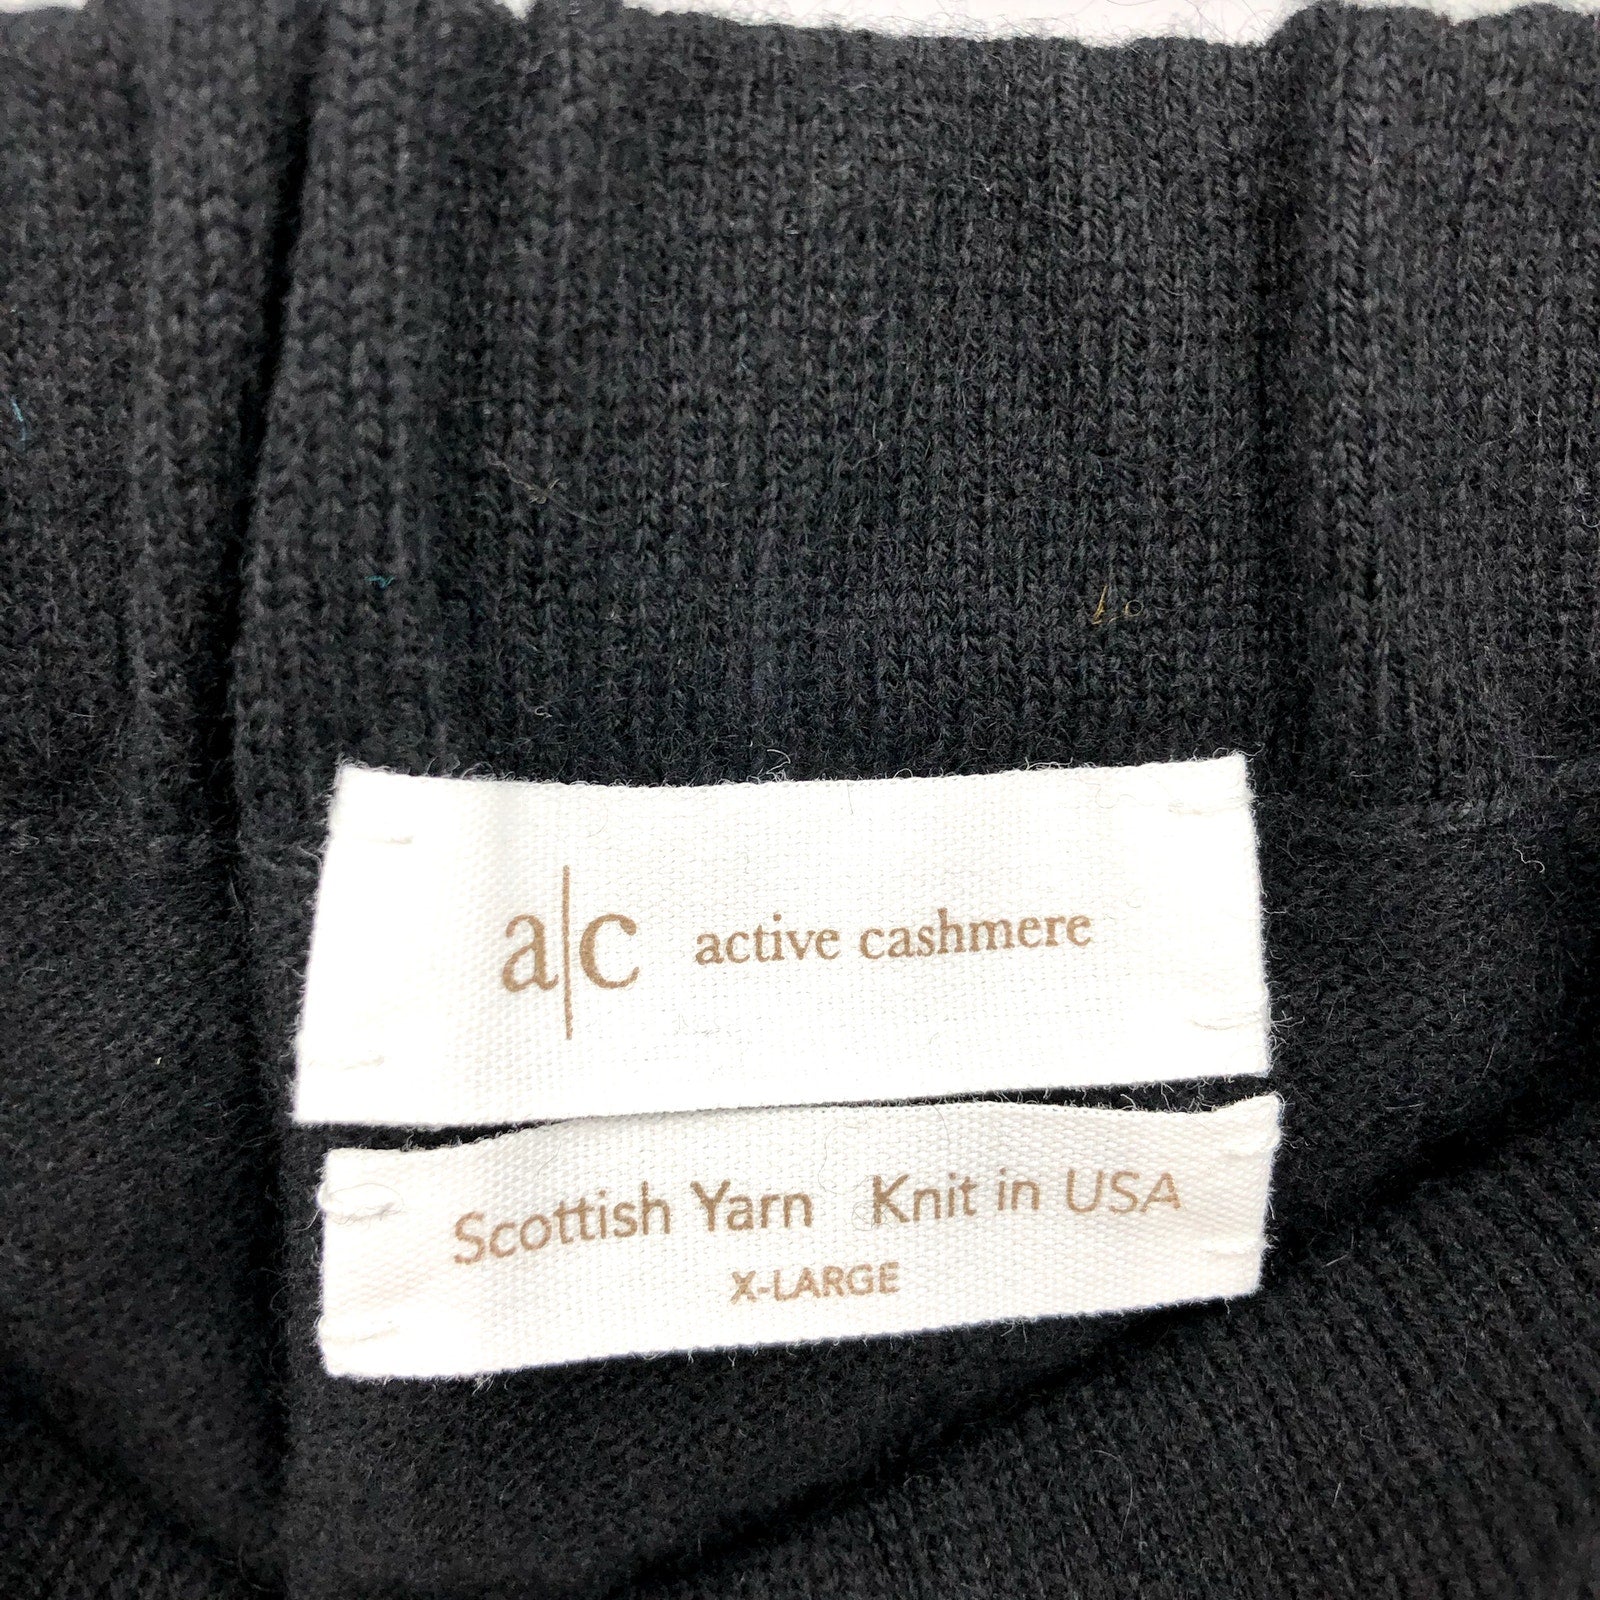 a|c active cashmere
Scottish Yarn Knit in USA
X-LARGE